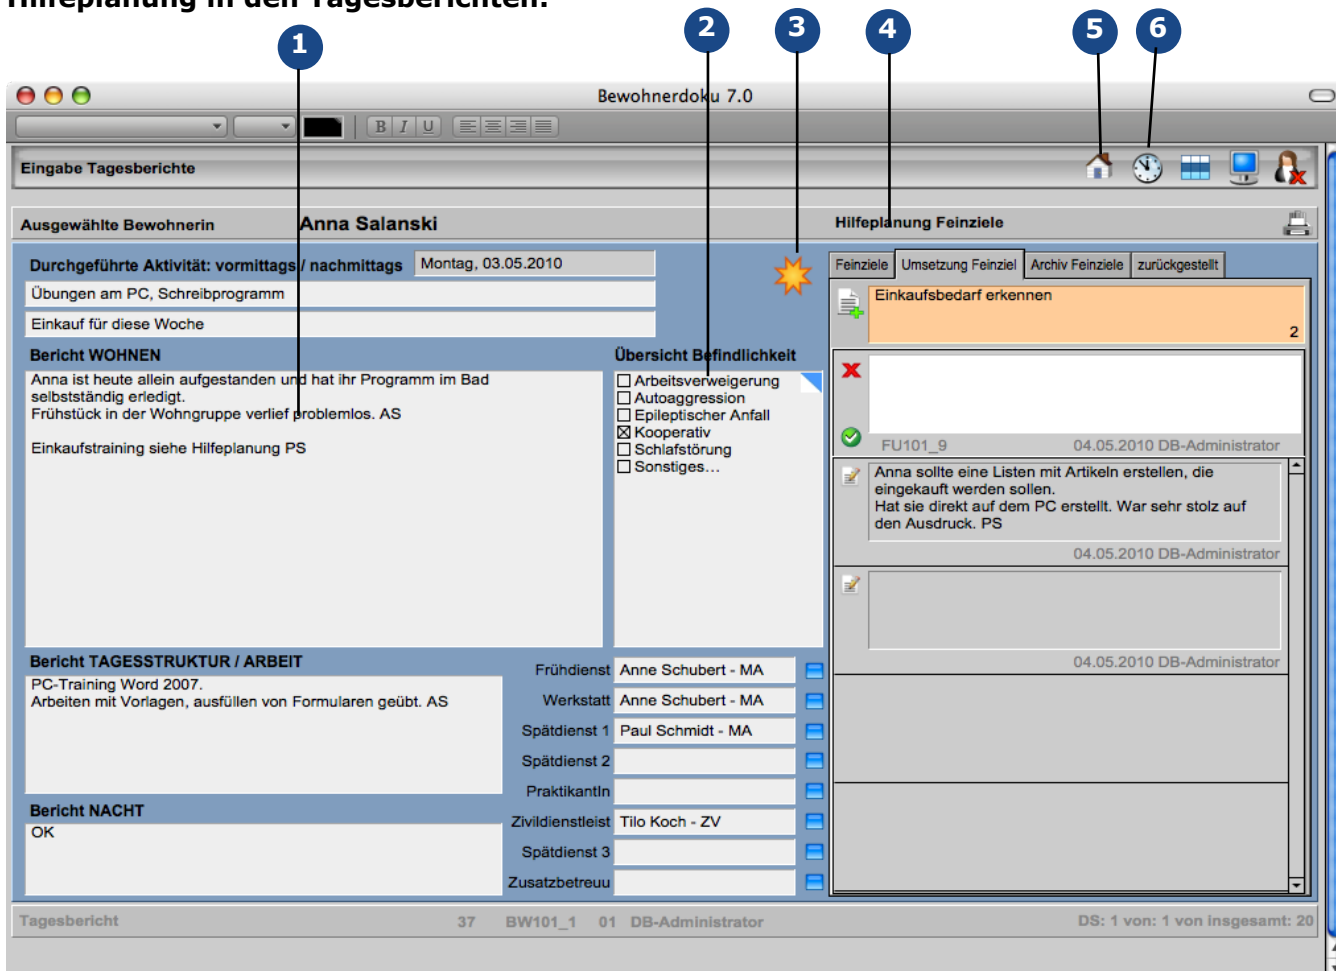 Hilfeplanung in den Tagesberichten:
1
2
3
4
5
6
Bewohnerdoku 7.0
B I U
Eingabe Tagesberichte
Ausgewählte Bewohnerin Anna Salanski
Hilfeplanung Feinziele
Durchgeführte Aktivität: vormittags / nachmittags Montag, 03.05.2010
Übungen am PC, Schreibprogramm
Einkauf für diese Woche
Bericht WOHNEN
Anna ist heute allein aufgestanden und hat ihr Programm im Bad
selbstständig erledigt.
Frühstück in der Wohngruppe verlief problemlos. AS
Einkaufstraining siehe Hilfeplanung PS
Übersicht Befindlichkeit
Arbeitsverweigerung
Autoaggression
Epileptischer Anfall
Kooperativ
Schlafstörung
Sonstiges...
Bericht TAGESSTRUKTUR / ARBEIT
PC-Training Word 2007.
Arbeiten mit Vorlagen, ausfüllen von Formularen geübt. AS
Bericht NACHT
OK
Frühdienst Anne Schubert - MA
Werkstatt Anne Schubert - MA
Spätdienst 1 Paul Schmidt - MA
Spätdienst 2
PraktikantIn
Zivildienstleist Tilo Koch - ZV
Spätdienst 3
Zusatzbetreuu
Feinziele Umsetzung Feinziel Archiv Feinziele zurückgestellt
Einkaufsbedarf erkennen
2
FU101_9 04.05.2010 DB-Administrator
Anna sollte eine Listen mit Artikeln erstellen, die
eingekauft werden sollen.
Hat sie direkt auf dem PC erstellt. War sehr stolz auf
den Ausdruck. PS
04.05.2010 DB-Administrator
04.05.2010 DB-Administrator
Tagesbericht 37 BW101_1 01 DB-Administrator DS: 1 von: 1 von insgesamt: 20